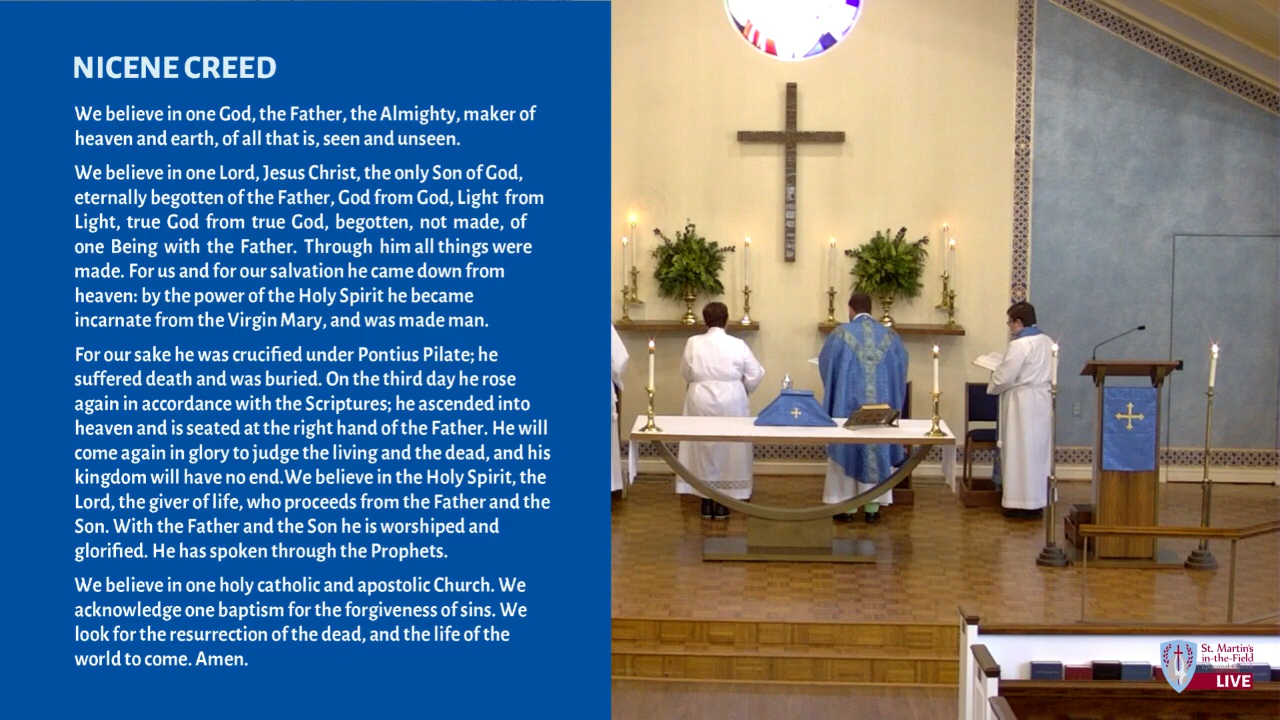 NICENE CREED
We believe in one God, the Father, the Almighty, maker of
heaven and earth, of all that is, seen and unseen.
We believe in one Lord, Jesus Christ, the only Son of God,
eternally begotten of the Father, God from God, Light from
Light, true God from true God, begotten, not made, of
one Being with the Father. Through him all things were
made. For us and for our salvation he came down from
heaven: by the power of the Holy Spirit he became
incarnate from the Virgin Mary, and was made man.
For our sake he was crucified under Pontius Pilate; he
suffered death and was buried. On the third day he rose
again in accordance with the Scriptures; he ascended into
heaven and is seated at the right hand of the Father. He will
come again in glory to judge the living and the dead, and his
kingdom will have no end.We believe in the Holy Spirit, the
Lord, the giver of life, who proceeds from the Father and the
Son. With the Father and the Son he is worshiped and
glorified. He has spoken through the Prophets.
We believe in one holy catholic and apostolic Church. We
acknowledge one baptism for the forgiveness of sins. We
look for the resurrection of the dead, and the life of the
world to come. Amen.
St. Martin's
in-the-Field
LIVE